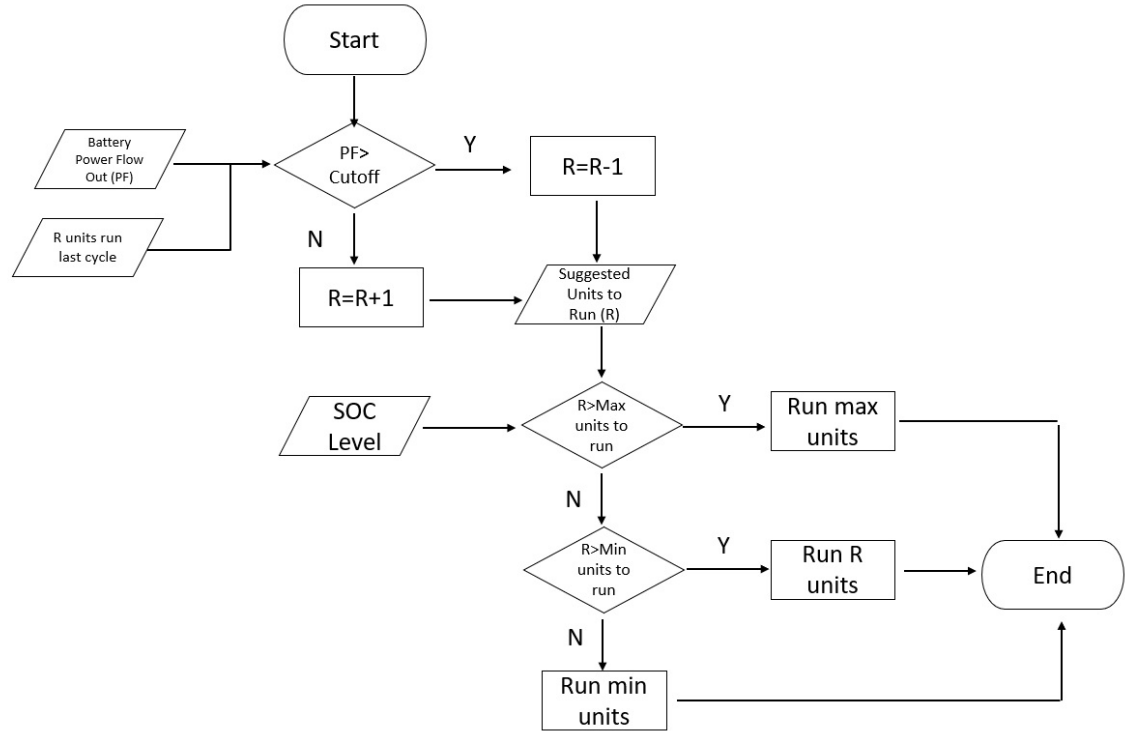 Start
Battery
Power Flow
Out (PF)
PF>
Cutoff
Y
R=R-1
R units run
last cycle
N
R=R+1
Suggested
Units to
Run (R)
SOC
Level
R>Max
units to
run
Y
Run max
units
N
R>Min
units to
run
Y
Run R
units
End
N
Run min
units